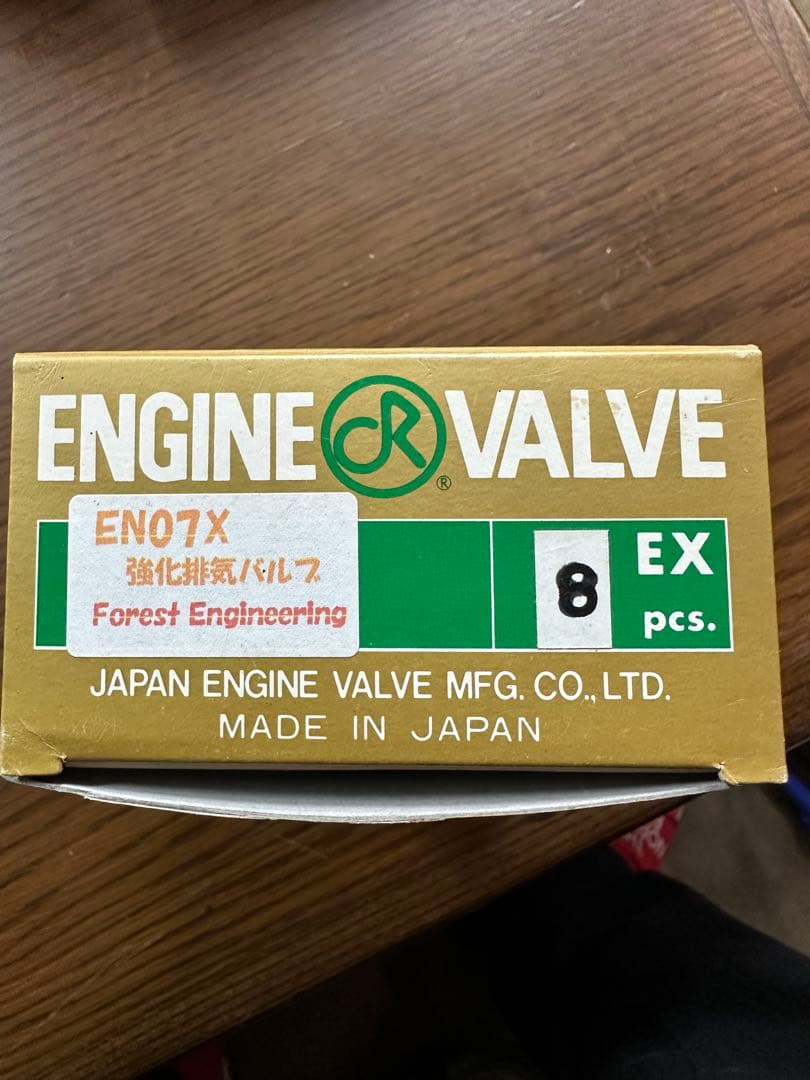 ENGINE R® VALVE
EN07X
強化排気バルブ
Forest Engineering
8 EX
pcs.
JAPAN ENGINE VALVE MFG. CO., LTD.
MADE IN JAPAN